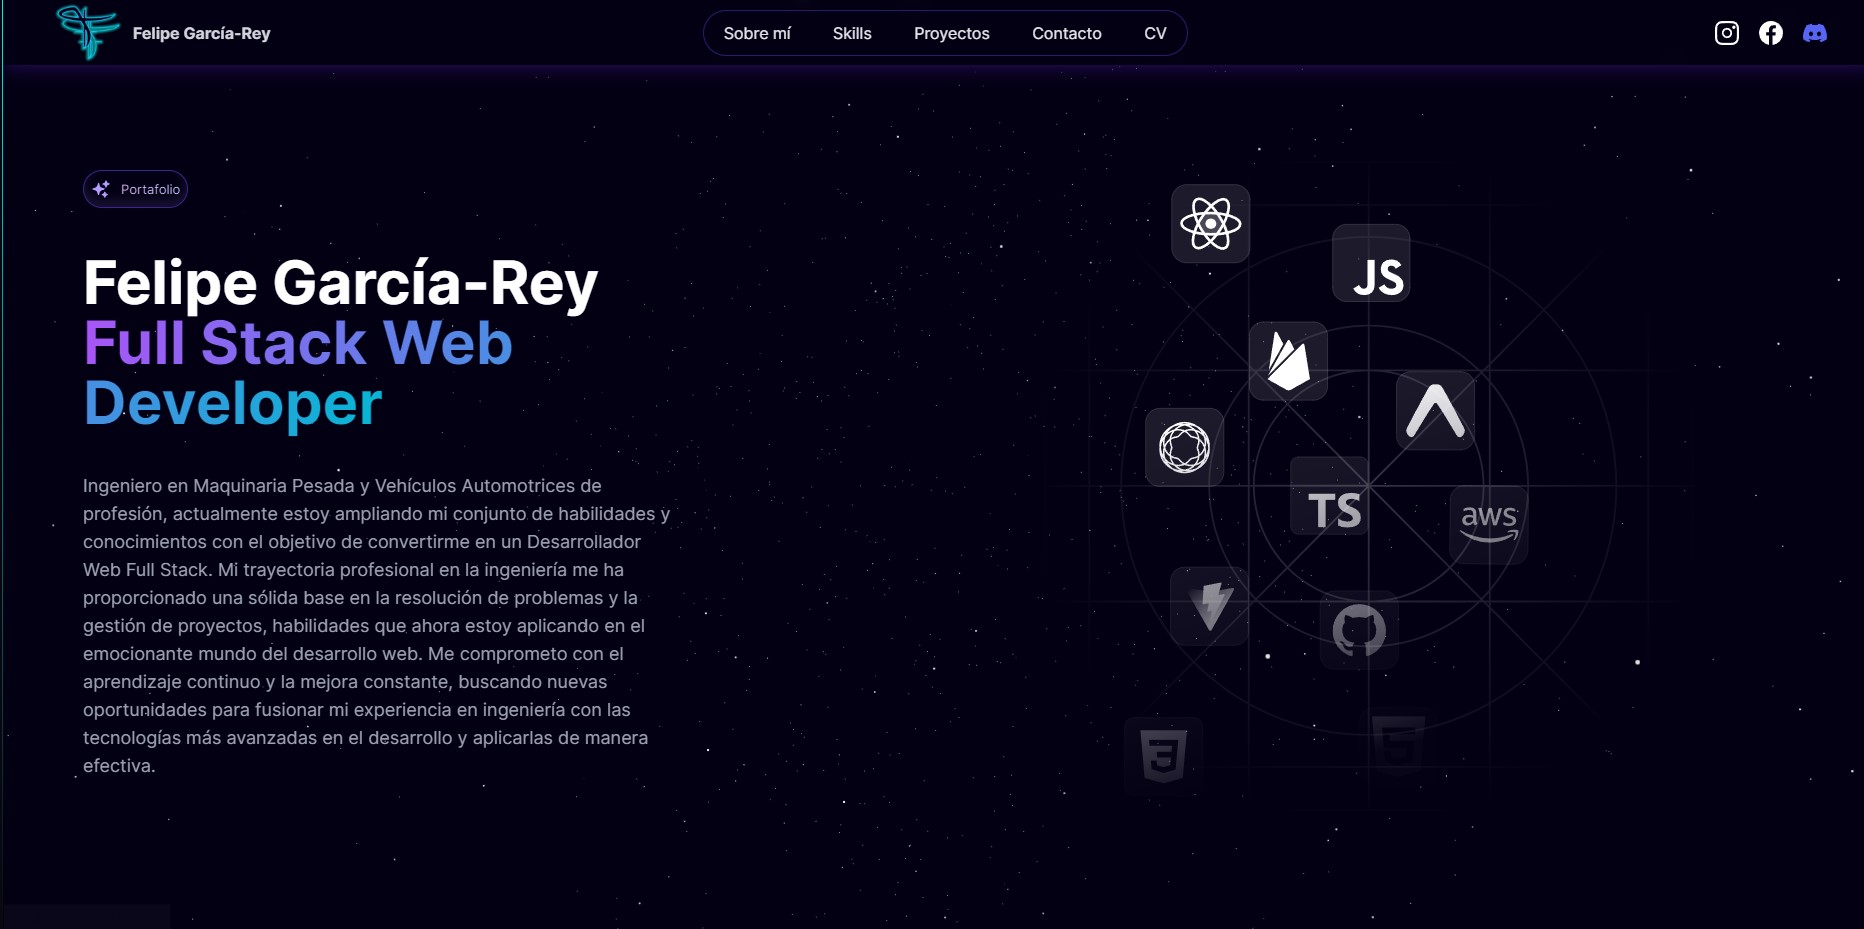 Felipe García-Rey
Sobre mí
Skills
Proyectos
Contacto
CV
Portafolio
Felipe García-Rey
Full Stack Web
Developer
Ingeniero en Maquinaria Pesada y Vehículos Automotrices de
profesión, actualmente estoy ampliando mi conjunto de habilidades y
conocimientos con el objetivo de convertirme en un Desarrollador
Web Full Stack. Mi trayectoria profesional en la ingeniería me ha
proporcionado una sólida base en la resolución de problemas y la
gestión de proyectos, habilidades que ahora estoy aplicando en el
emocionante mundo del desarrollo web. Me comprometo con el
aprendizaje continuo y la mejora constante, buscando nuevas
oportunidades para fusionar mi experiencia en ingeniería con las
tecnologías más avanzadas en el desarrollo y aplicarlas de manera
efectiva.
JS
TS
aws
3
5